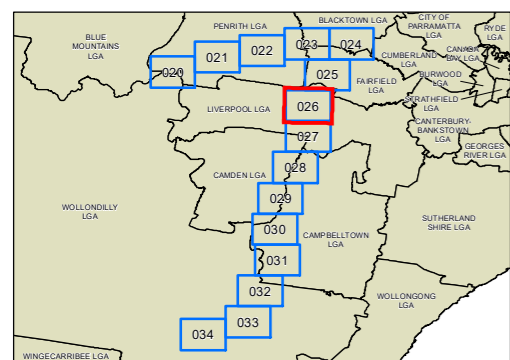 BLUE
MOUNTAINS
LGA
PENRITH LGA
BLACKTOWN LGA
CITY OF
PARRAMATTA
LGA
RYDE
LGA
CUMBERLAND
LGA
CANADA
BAY LGA
BURWOOD
LGA
FAIRFIELD
LGA
STRATHFIELD
LGA
CANTERBURY-
BANKSTOWN
LGA
GEORGES
RIVER LGA
LIVERPOOL LGA
CAMDEN LGA
WOLLONDILLY
LGA
CAMPBELLTOWN
LGA
SUTHERLAND
SHIRE LGA
WOLLONGONG
LGA
WINGECARRIBEE LGA
020
021
022
023
024
025
026
027
028
029
030
031
032
033
034